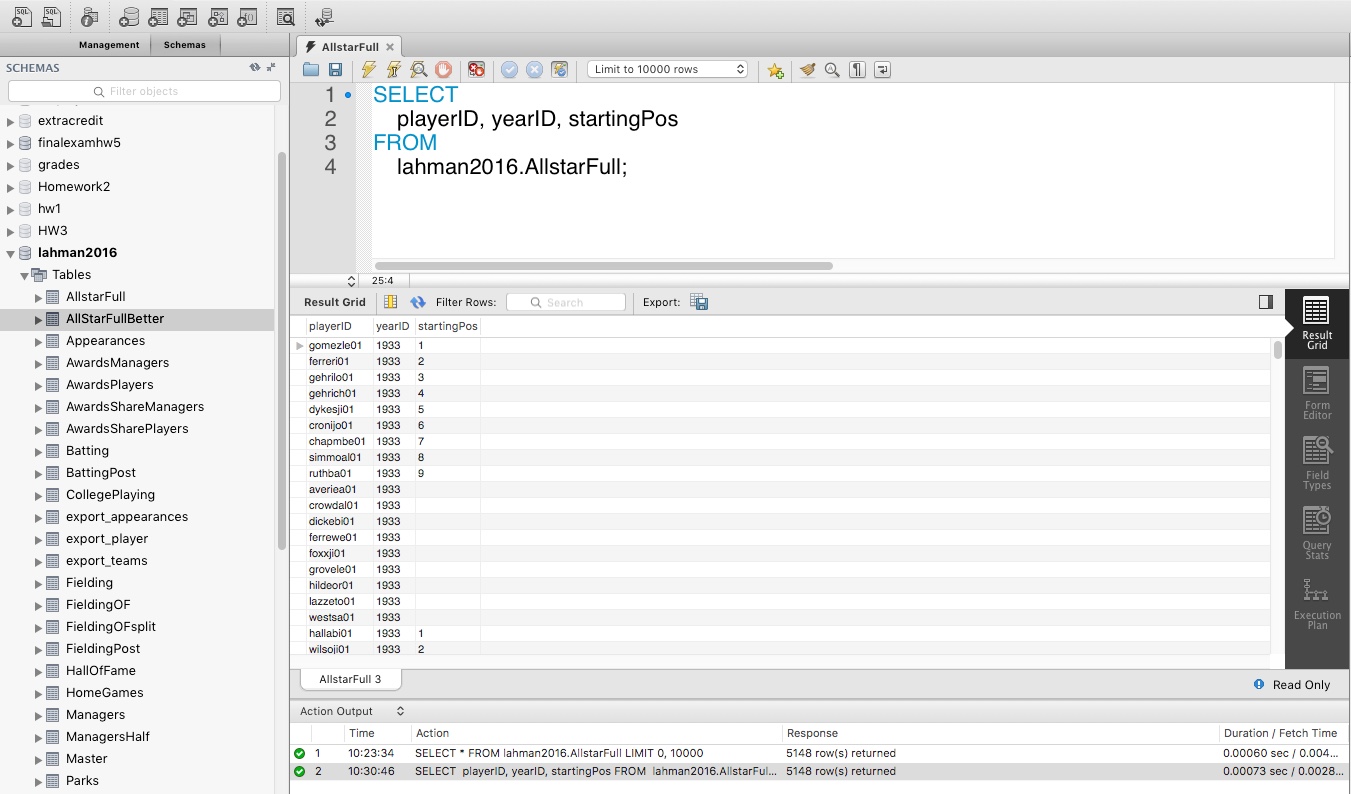 SQL SQL
Management Schemas
SCHEMAS
Filter objects
extracredit
finalexamhw5
grades
Homework2
hw1
HW3
lahman2016
Tables
AllstarFull
AllStarFullBetter
Appearances
AwardsManagers
AwardsPlayers
AwardsShareManagers
AwardsSharePlayers
Batting
BattingPost
CollegePlaying
export_appearances
export_player
export_teams
Fielding
FieldingOF
FieldingOFsplit
FieldingPost
HallOfFame
HomeGames
Managers
ManagersHalf
Master
Parks
AllstarFull
Limit to 10000 rows
1 SELECT
2 playerID, yearID, startingPos
3 FROM
4 lahman2016.AllstarFull;
25:4
Result Grid Filter Rows: Search Export:
playerID yearID startingPos
gomezle01 1933 1
ferreri01 1933 2
gehrilo01 1933 3
gehrich01 1933 4
dykesji01 1933 5
cronijo01 1933 6
chapmbe01 1933 7
simmoal01 1933 8
ruthba01 1933 9
averiea01 1933
crowdal01 1933
dickebi01 1933
ferrewe01 1933
foxxji01 1933
grovele01 1933
hildeor01 1933
lazzeto01 1933
westsa01 1933
hallabi01 1933 1
wilsoji01 1933 2
Result
Grid
Form
Editor
Field
Types
Query
Stats
Execution
Plan
AllstarFull 3
Read Only
Action Output
Time Action Response Duration / Fetch Time
1 10:23:34 SELECT * FROM lahman2016.AllstarFull LIMIT 0, 10000 5148 row(s) returned 0.00060 sec / 0.004...
2 10:30:46 SELECT playerID, yearID, startingPos FROM lahman2016.AllstarFul... 5148 row(s) returned 0.00073 sec / 0.0028...